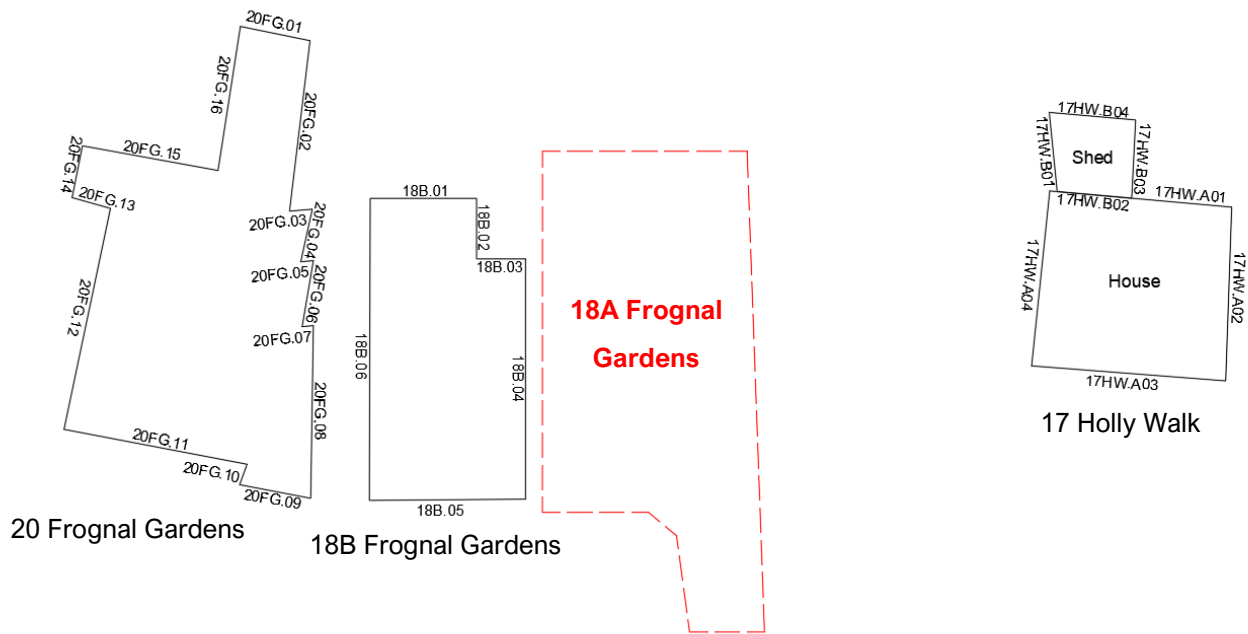 20FG.01
20FG.16
20FG.02
20FG.15
20FG.14
20FG.13
20FG.03
20FG.04
20FG.05
20FG.06
20FG.07
20FG.12
20FG.08
20FG.11
20FG.10
20FG.09
20 Frognal Gardens
18B.01
18B.02
18B.03
18B.06
18B.04
18B.05
18B Frognal Gardens
18A Frognal
Gardens
17HW.B04
17HW.B01
Shed
17HW.B03
17HW.B02
17HW.A01
17HW.A04
House
17HW.A02
17HW.A03
17 Holly Walk